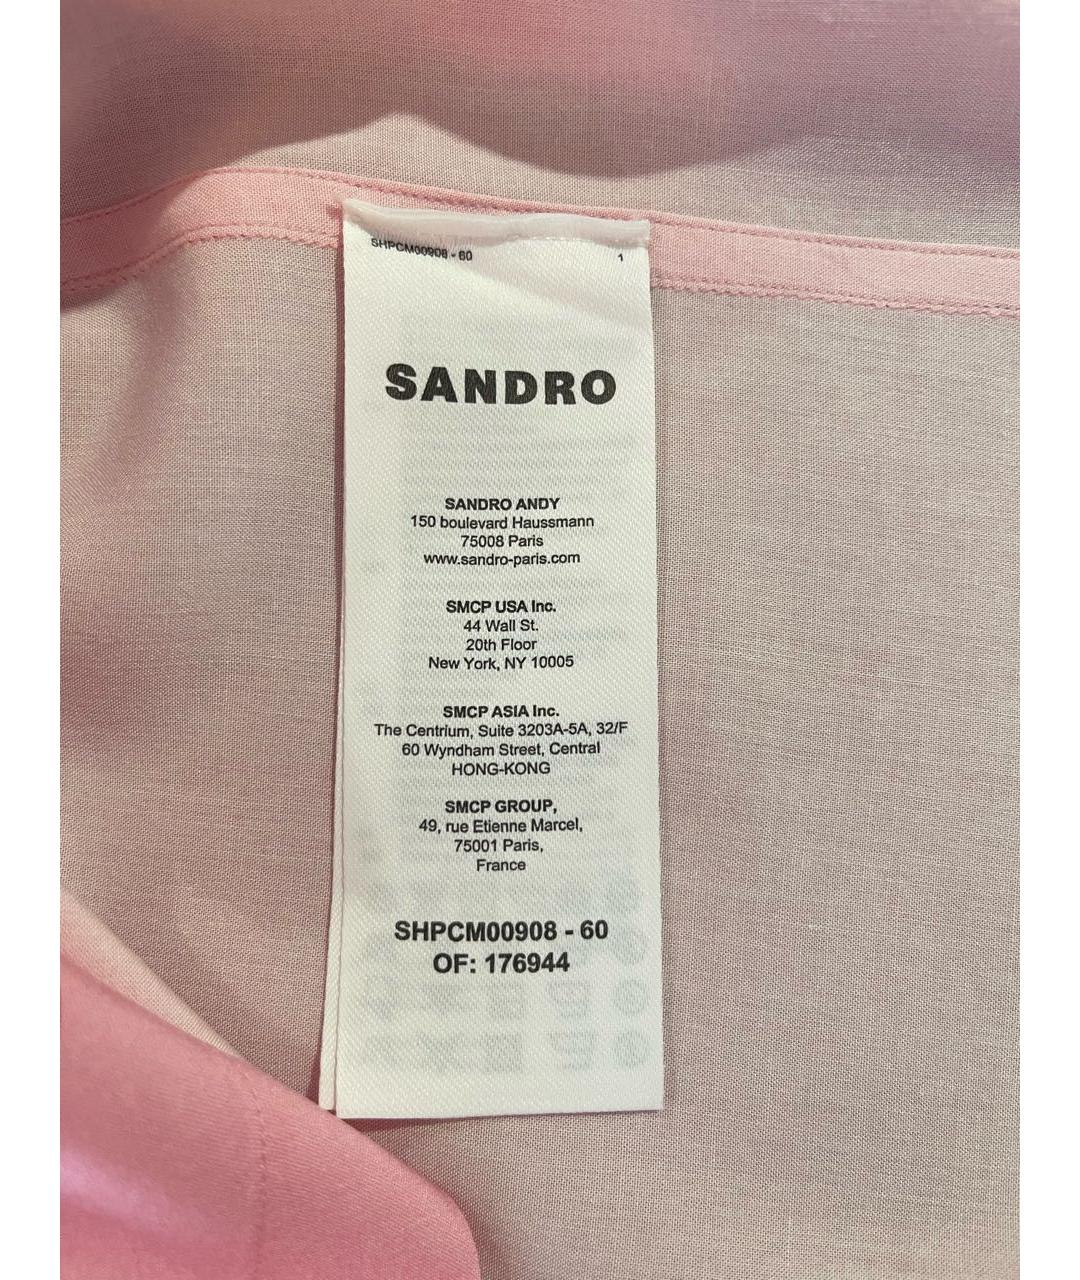 SHPCM00908 - 60 1
SANDRO
SANDRO ANDY
150 boulevard Haussmann
75008 Paris
www.sandro-paris.com
SMCP USA Inc.
44 Wall St.
20th Floor
New York, NY 10005
SMCP ASIA Inc.
The Centrium, Suite 3203A-5A, 32/F
60 Wyndham Street, Central
HONG-KONG
SMCP GROUP,
49, rue Etienne Marcel,
75001 Paris,
France
SHPCM00908 - 60
OF: 176944